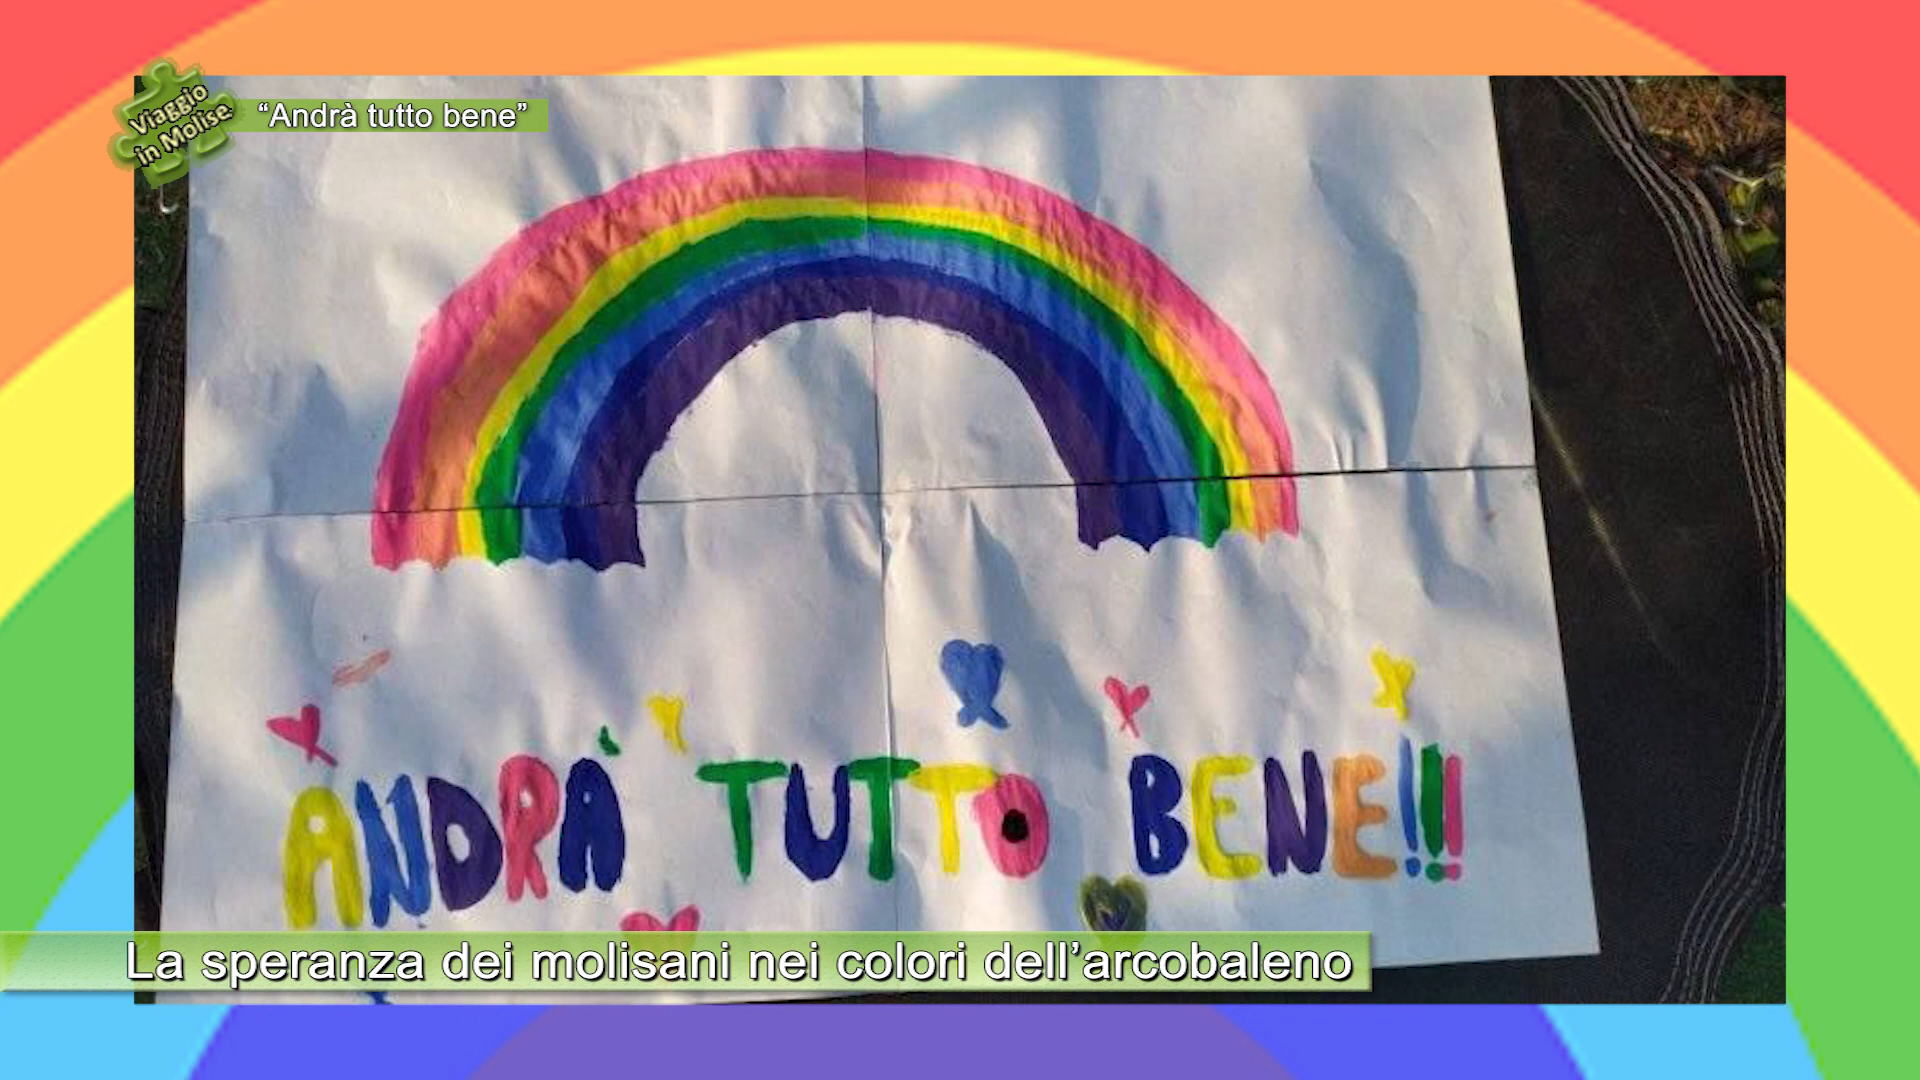 Viaggio
in Molise
“Andrà tutto bene”
ANDRÀ TUTTO BENE!!!
La speranza dei molisani nei colori dell’arcobaleno